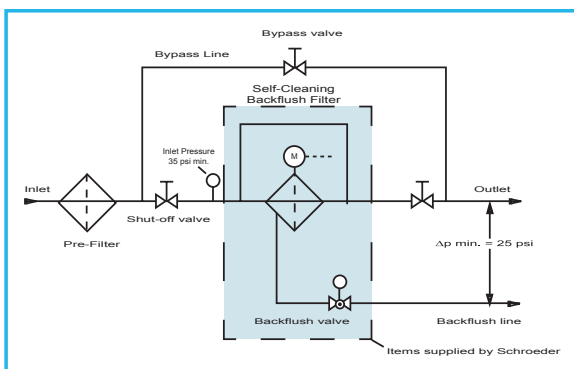 Bypass valve
Bypass Line
Self-Cleaning
Backflush Filter
Inlet Pressure
35 psi min.
M
Inlet
Outlet
Shut-off valve
Pre-Filter
Δp min. = 25 psi
Backflush valve
Backflush line
Items supplied by Schroeder